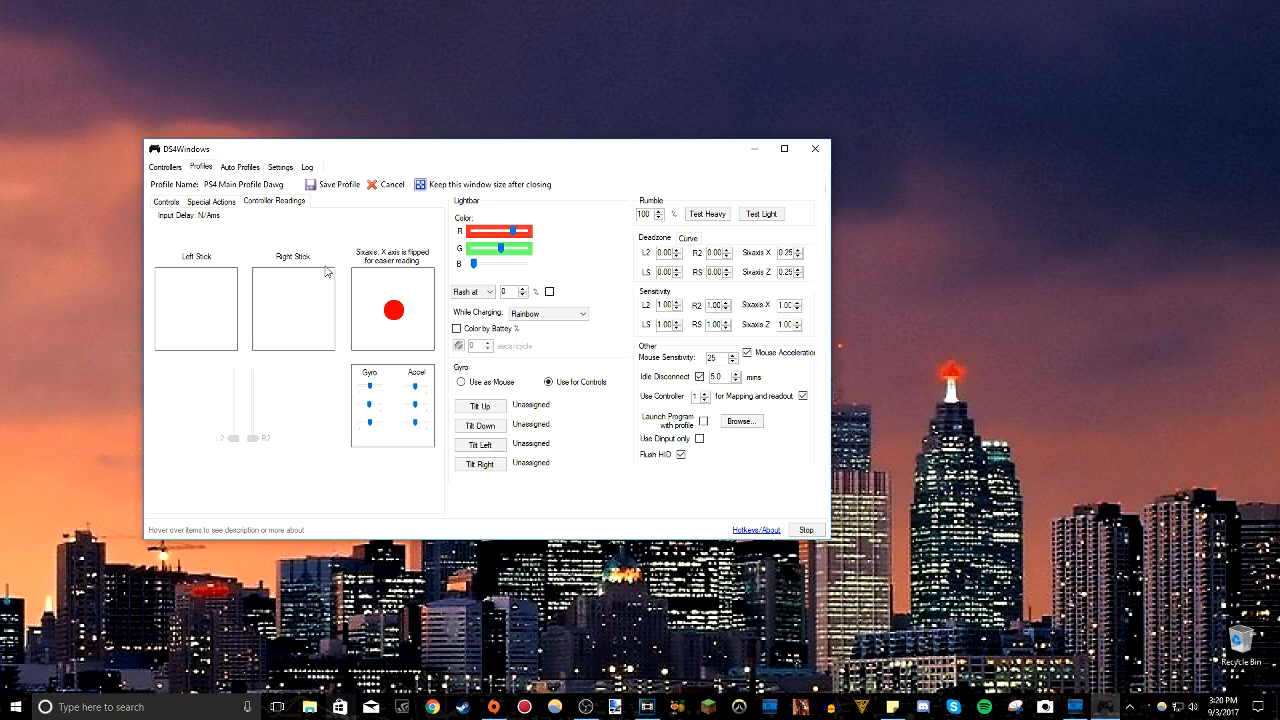 DS4Windows
Controllers Profiles Auto Profiles Settings Log
Profile Name: PS4 Main Profile Dawg Save Profile Cancel Keep this window size after closing
Controls Special Actions Controller Readings
Input Delay: N/Ams
Left Stick
Right Stick
Sixaxis: X axis is flipped
for easier reading
Gyro Accel
L2 R2
Lightbar
Color:
R
G
B
Flash at 0 %
While Charging: Rainbow
Color by Battey %
0 secs/cycle
Gyro
Use as Mouse Use for Controls
Tilt Up Unassigned
Tilt Down Unassigned
Tilt Left Unassigned
Tilt Right Unassigned
Rumble
100 % Test Heavy Test Light
Deadzone Curve
L2 0.00 R2 0.00 Sixaxis X 0.25
LS 0.00 RS 0.00 Sixaxis Z 0.25
Sensitivity
L2 1.00 R2 1.00 Sixaxis X 1.00
LS 1.00 RS 1.00 Sixaxis Z 1.00
Other
Mouse Sensitivity: 25 Mouse Acceleration
Idle Disconnect 5.0 mins
Use Controller 1 for Mapping and readout
Launch Program
with profile Browse...
Use Dinput only
Flush HID
Hover over items to see description or more about
Hotkeys/About Stop
Recycle Bin
Type here to search
3:20 PM
9/3/2017